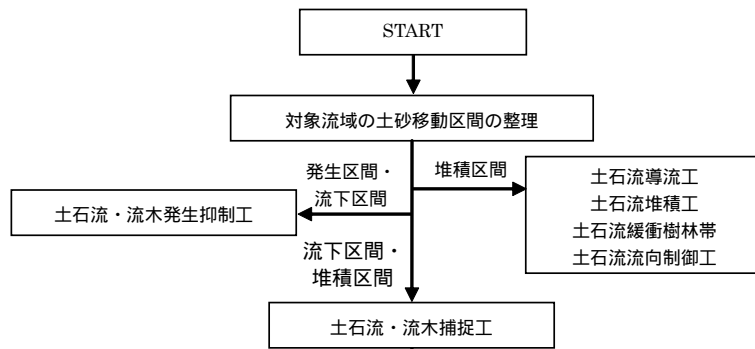 START
対象流域の土砂移動区間の整理
発生区間・
流下区間
堆積区間
土石流・流木発生抑制工
土石流導流工
土石流堆積工
土石流緩衝樹林帯
土石流流向制御工
流下区間・
堆積区間
土石流・流木捕捉工